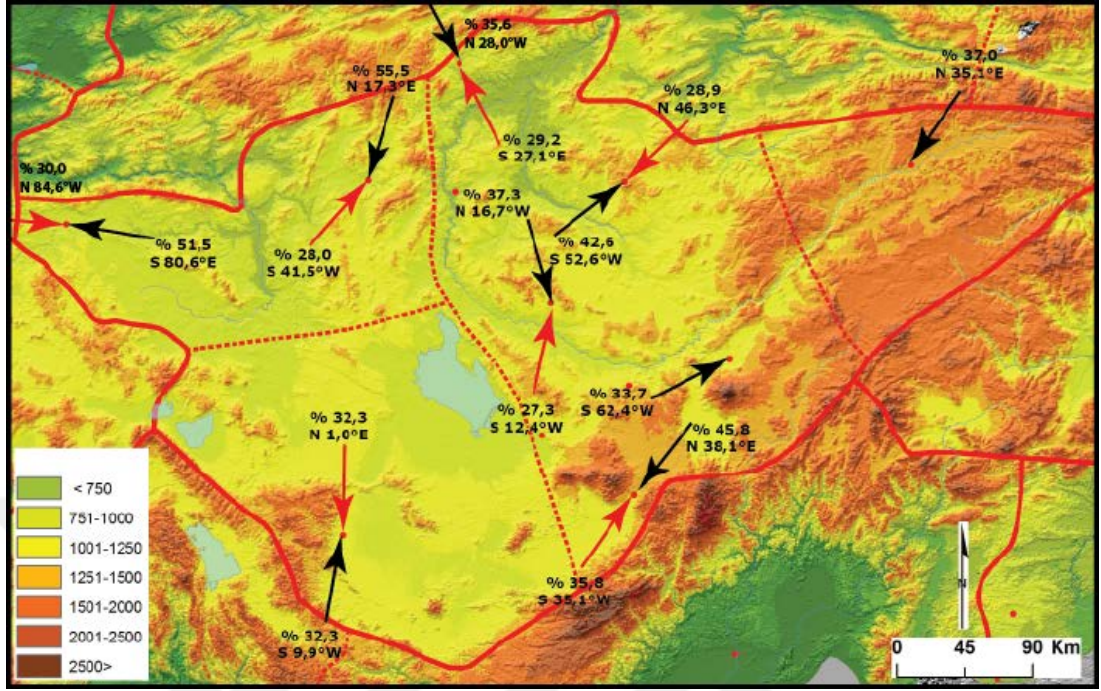 % 35,6
N 28,0°W
% 55,5
N 17,3°E
% 37,0
N 35,1°E
% 28,9
N 46,3°E
% 29,2
S 27,1°E
% 30,0
N 84,6°W
% 37,3
N 16,7°W
% 51,5
S 80,6°E
% 28,0
S 41,5°W
% 42,6
S 52,6°W
% 33,7
S 62,4°W
% 27,3
S 12,4°W
% 32,3
N 1,0°E
% 45,8
N 38,1°E
% 35,8
S 35,1°W
% 32,3
S 9,9°W
< 750
751-1000
1001-1250
1251-1500
1501-2000
2001-2500
2500>
N
0 45 90 Km